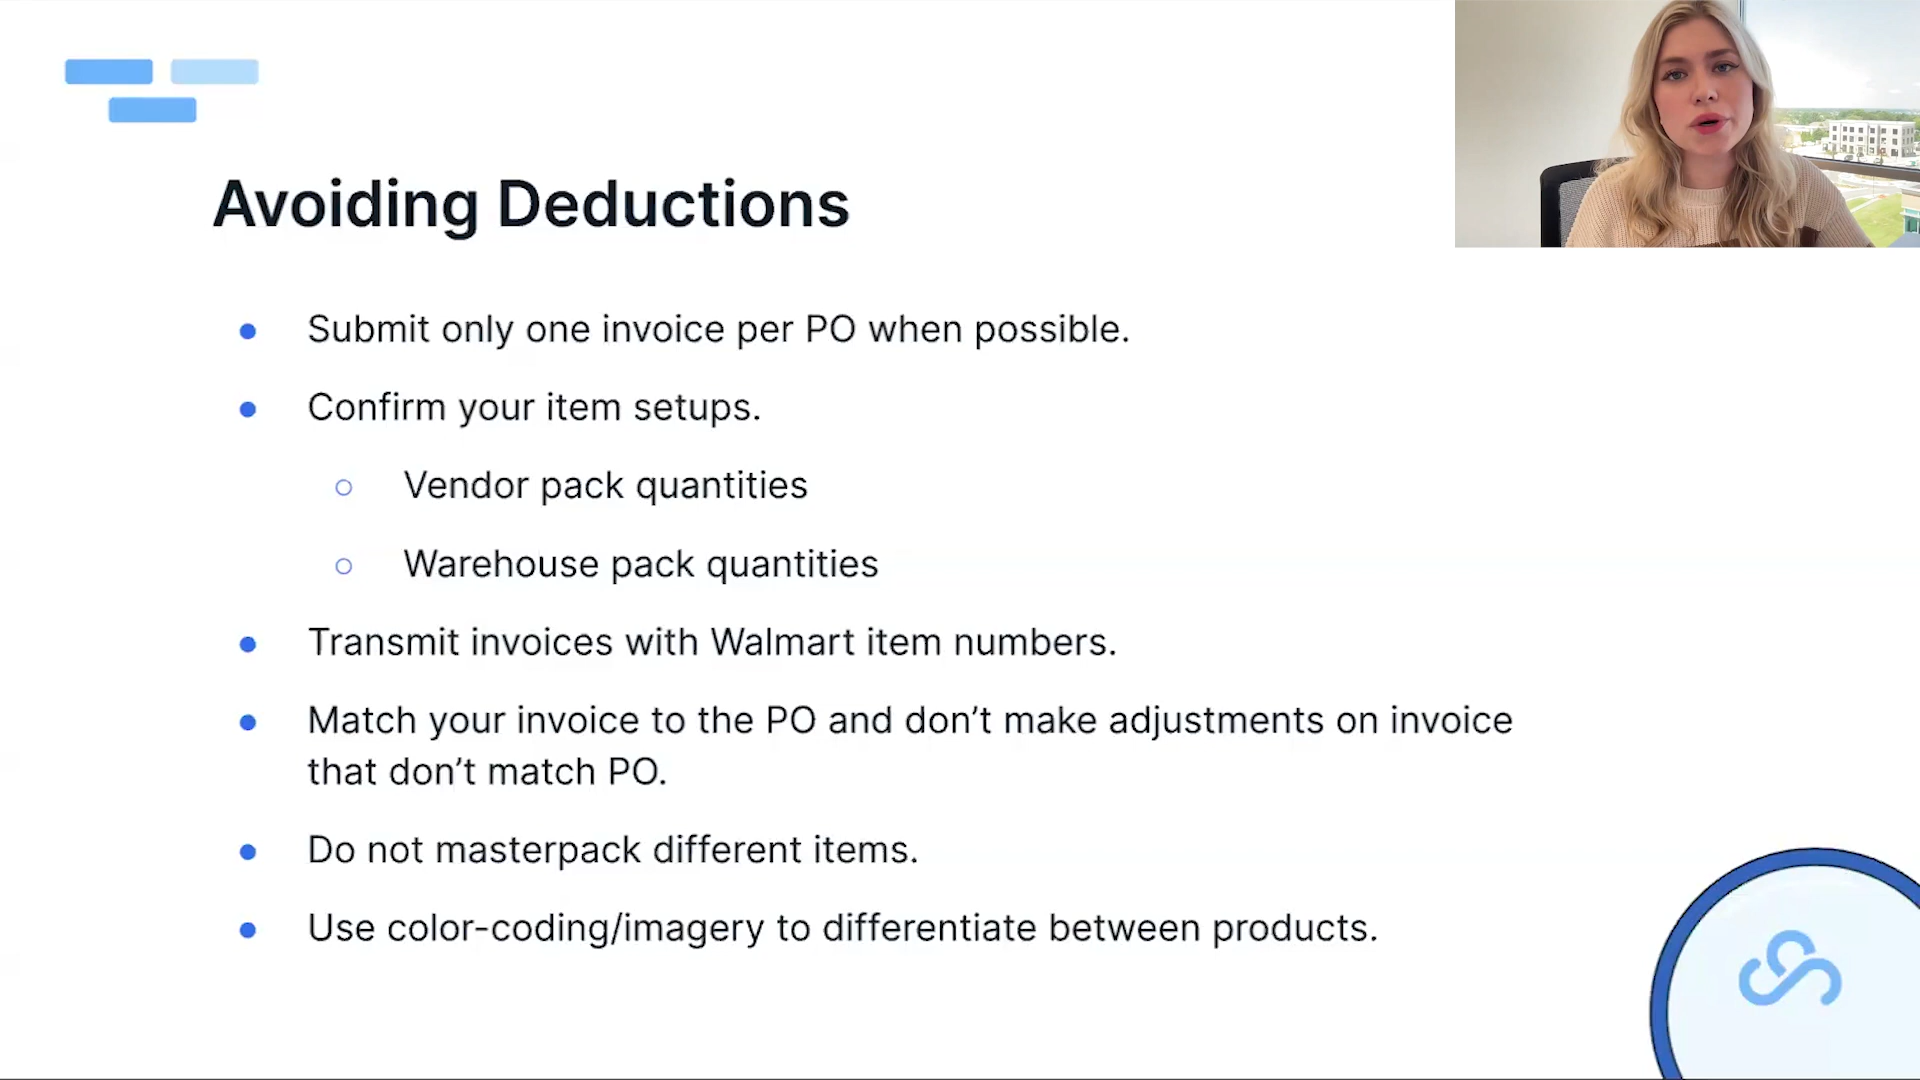 Avoiding Deductions
Submit only one invoice per PO when possible.
Confirm your item setups.
Vendor pack quantities
Warehouse pack quantities
Transmit invoices with Walmart item numbers.
Match your invoice to the PO and don’t make adjustments on invoice
that don’t match PO.
Do not masterpack different items.
Use color-coding/imagery to differentiate between products.